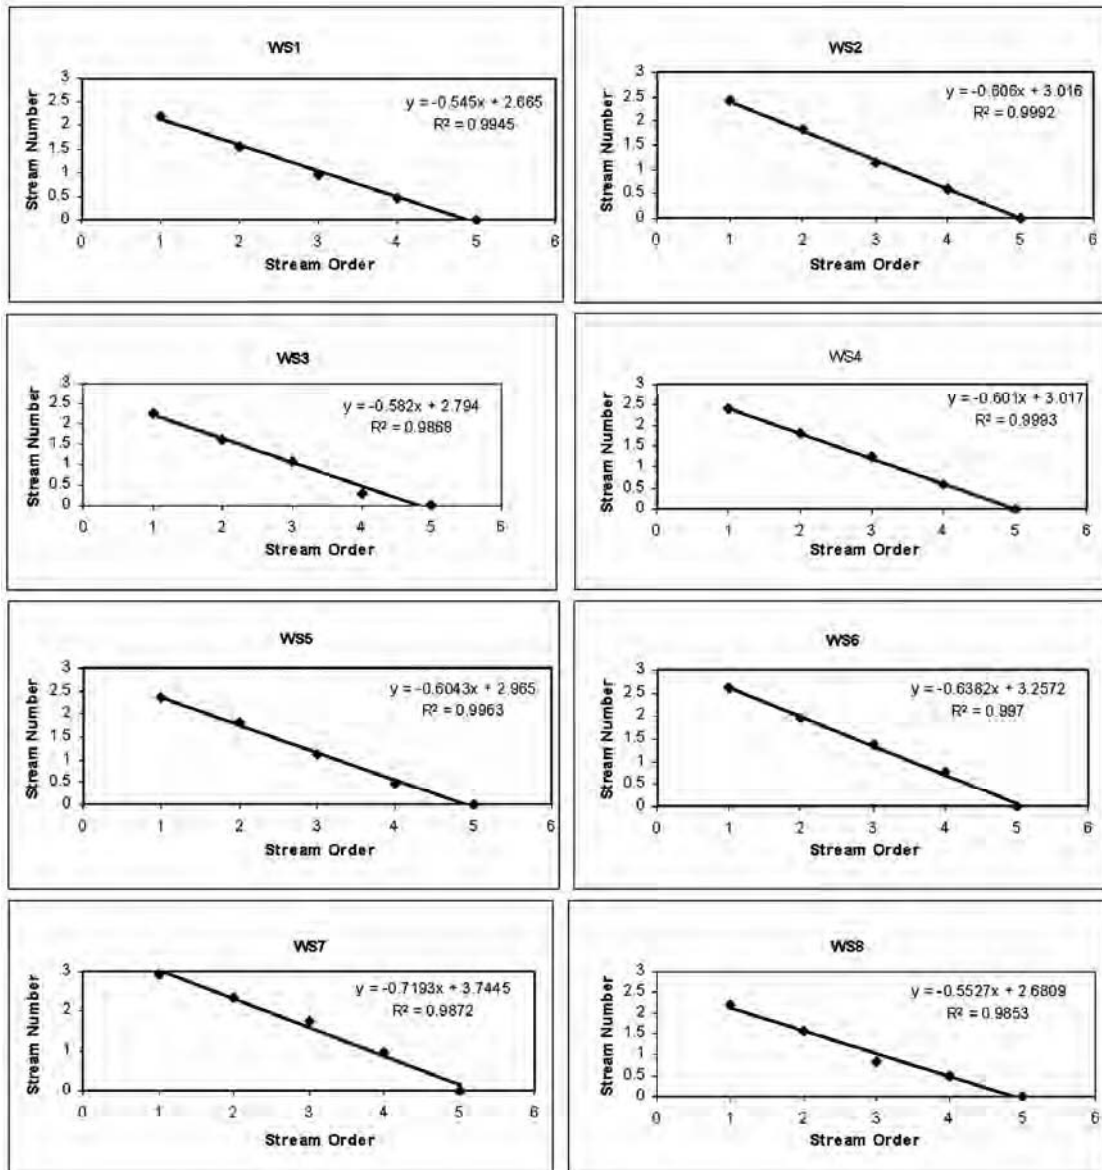 WS1
3
2.5
2
1.5
1
0.5
0
Stream Number
y = -0.545x + 2.665
R² = 0.9945
0 1 2 3 4 5 6
Stream Order
WS2
3
2.5
2
1.5
1
0.5
0
Stream Number
y = -0.606x + 3.016
R² = 0.9992
0 1 2 3 4 5 6
Stream Order
WS3
3
2.5
2
1.5
1
0.5
0
Stream Number
y = -0.582x + 2.794
R² = 0.9868
0 1 2 3 4 5 6
Stream Order
WS4
3
2.5
2
1.5
1
0.5
0
Stream Number
y = -0.601x + 3.017
R² = 0.9993
0 1 2 3 4 5 6
Stream Order
WS5
3
2.5
2
1.5
1
0.5
0
Stream Number
y = -0.6043x + 2.965
R² = 0.9963
0 1 2 3 4 5 6
Stream Order
WS6
3
2.5
2
1.5
1
0.5
0
Stream Number
y = -0.6382x + 3.2572
R² = 0.997
0 1 2 3 4 5 6
Stream Order
WS7
3
2
1
0
Stream Number
y = -0.7193x + 3.7445
R² = 0.9872
0 1 2 3 4 5 6
Stream Order
WS8
3
2.5
2
1.5
1
0.5
0
Stream Number
y = -0.5527x + 2.6809
R² = 0.9853
0 1 2 3 4 5 6
Stream Order